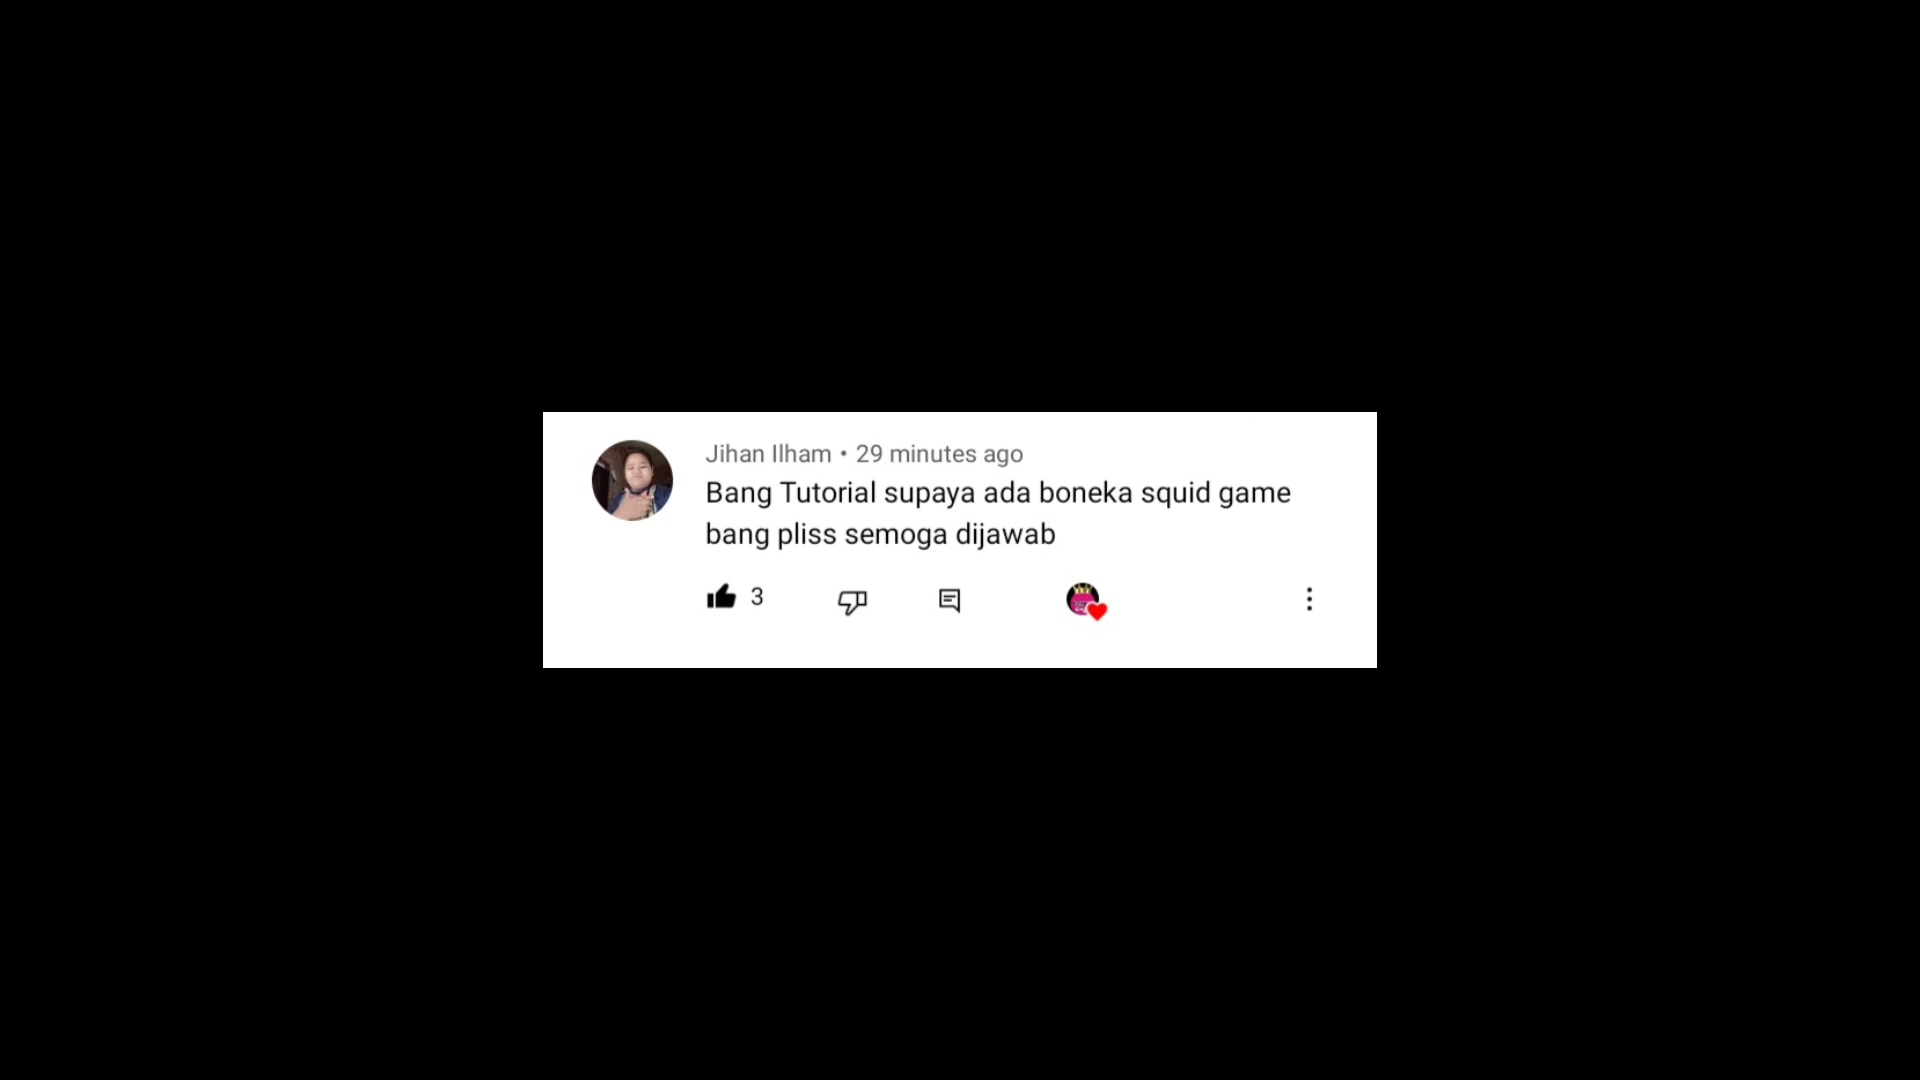 Jihan Ilham • 29 minutes ago
Bang Tutorial supaya ada boneka squid game
bang pliss semoga dijawab
3